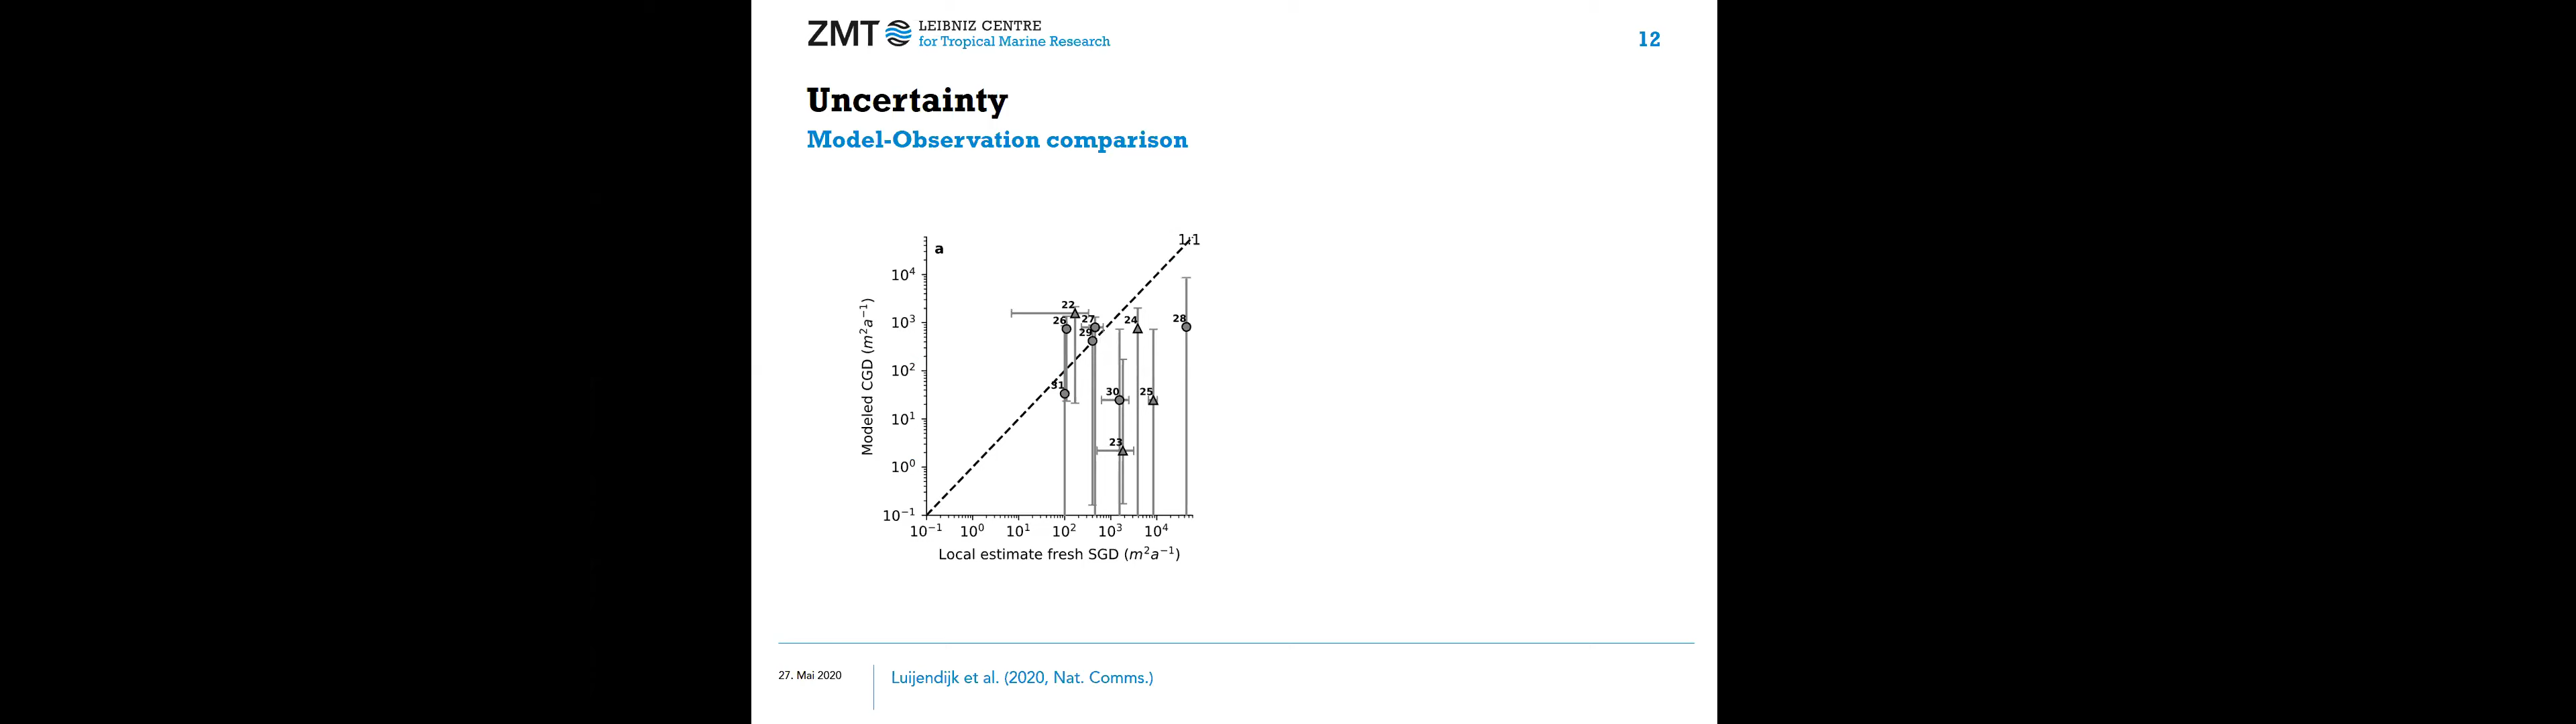 ZMT LEIBNIZ CENTRE
for Tropical Marine Research
12
Uncertainty
Model-Observation comparison
a
1:1
10⁴
10³
10²
10¹
10⁰
10⁻¹
Modeled CGD (m²a⁻¹)
22
26
27
29
24
28
31
30
25
23
10⁻¹ 10⁰ 10¹ 10² 10³ 10⁴
Local estimate fresh SGD (m²a⁻¹)
27. Mai 2020
Luijendijk et al. (2020, Nat. Comms.)